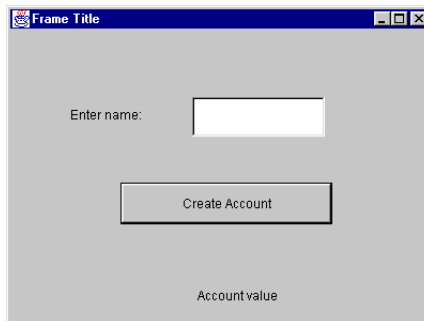 Frame Title
Enter name:
Create Account
Account value